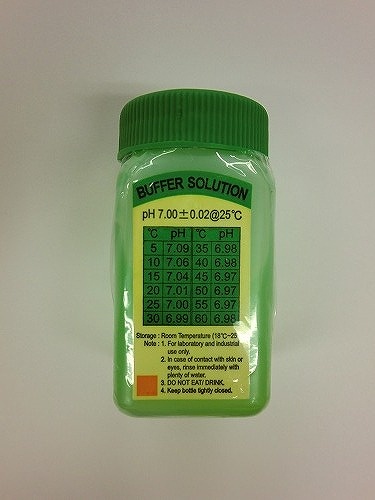 BUFFER SOLUTION
pH 7.00±0.02@25℃
℃ pH ℃ pH
5 7.09 35 6.98
10 7.06 40 6.98
15 7.04 45 6.97
20 7.01 50 6.97
25 7.00 55 6.97
30 6.99 60 6.98
Storage : Room Temperature (18℃~25
Note : 1. For laboratory and industrial
use only.
2. In case of contact with skin or
eyes, rinse immediately with
plenty of water.
3. DO NOT EAT/ DRINK.
4. Keep bottle tightly closed.